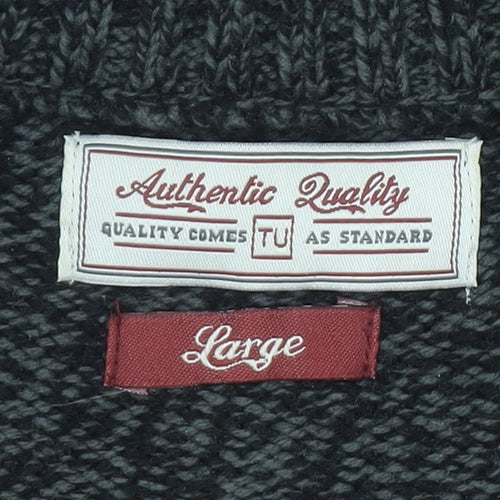 Authentic Quality
QUALITY COMES TU AS STANDARD
Large